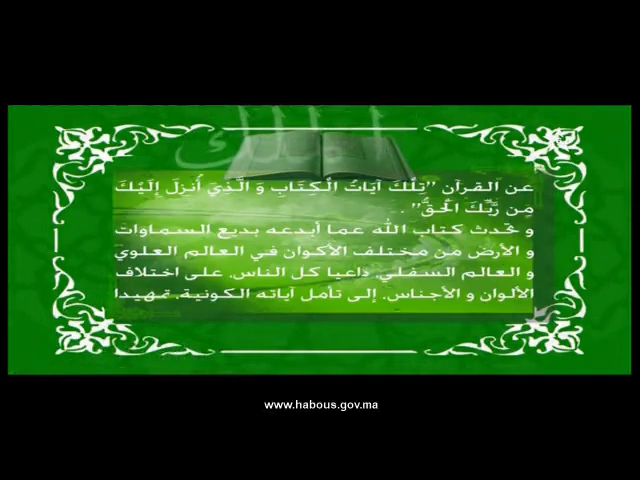 عن القرآن "تِلْكَ آيَاتُ الْكِتَابِ وَ الَّذِي أُنزِلَ إِلَيْكَ
مِن رَّبِّكَ الْحَقُّ" . .
و تحدث كتاب الله عما أبدعه بديع السماوات
و الأرض من مختلف الأكوان في العالم العلوي
و العالم السفلي، داعيا كل الناس، على اختلاف
الألوان و الأجناس، إلى تأمل آياته الكونية، تمهيدا
www.habous.gov.ma